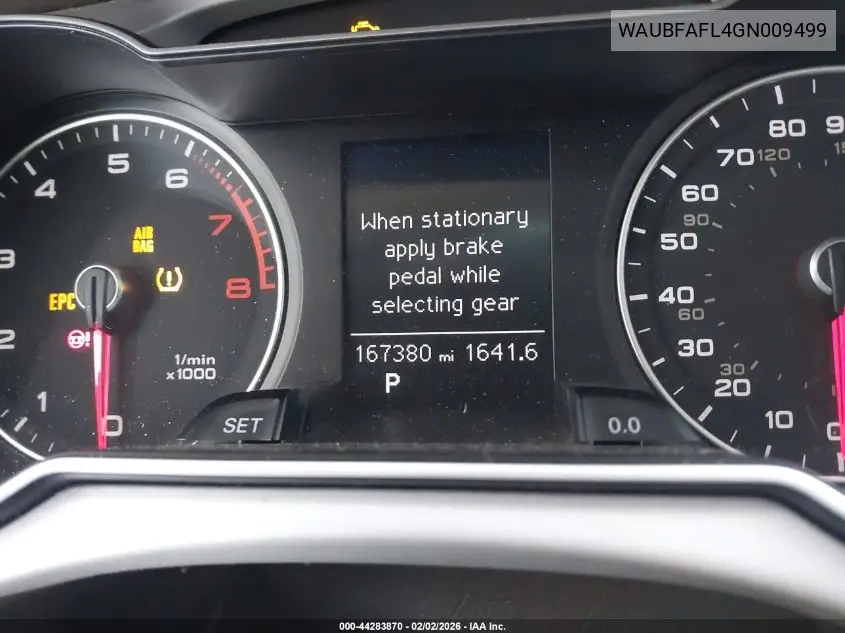 WAUBFAFL4GN009499
80
90
70
120
60
90
50
40
60
30
30
20
10
0
5
6
4
7
3
8
2
1
0
AIR
BAG
EPC
1/min
x1000
When stationary
apply brake
pedal while
selecting gear
167380 mi 1641.6
P
SET
0.0
000-44283870 - 02/02/2026 - IAA Inc.